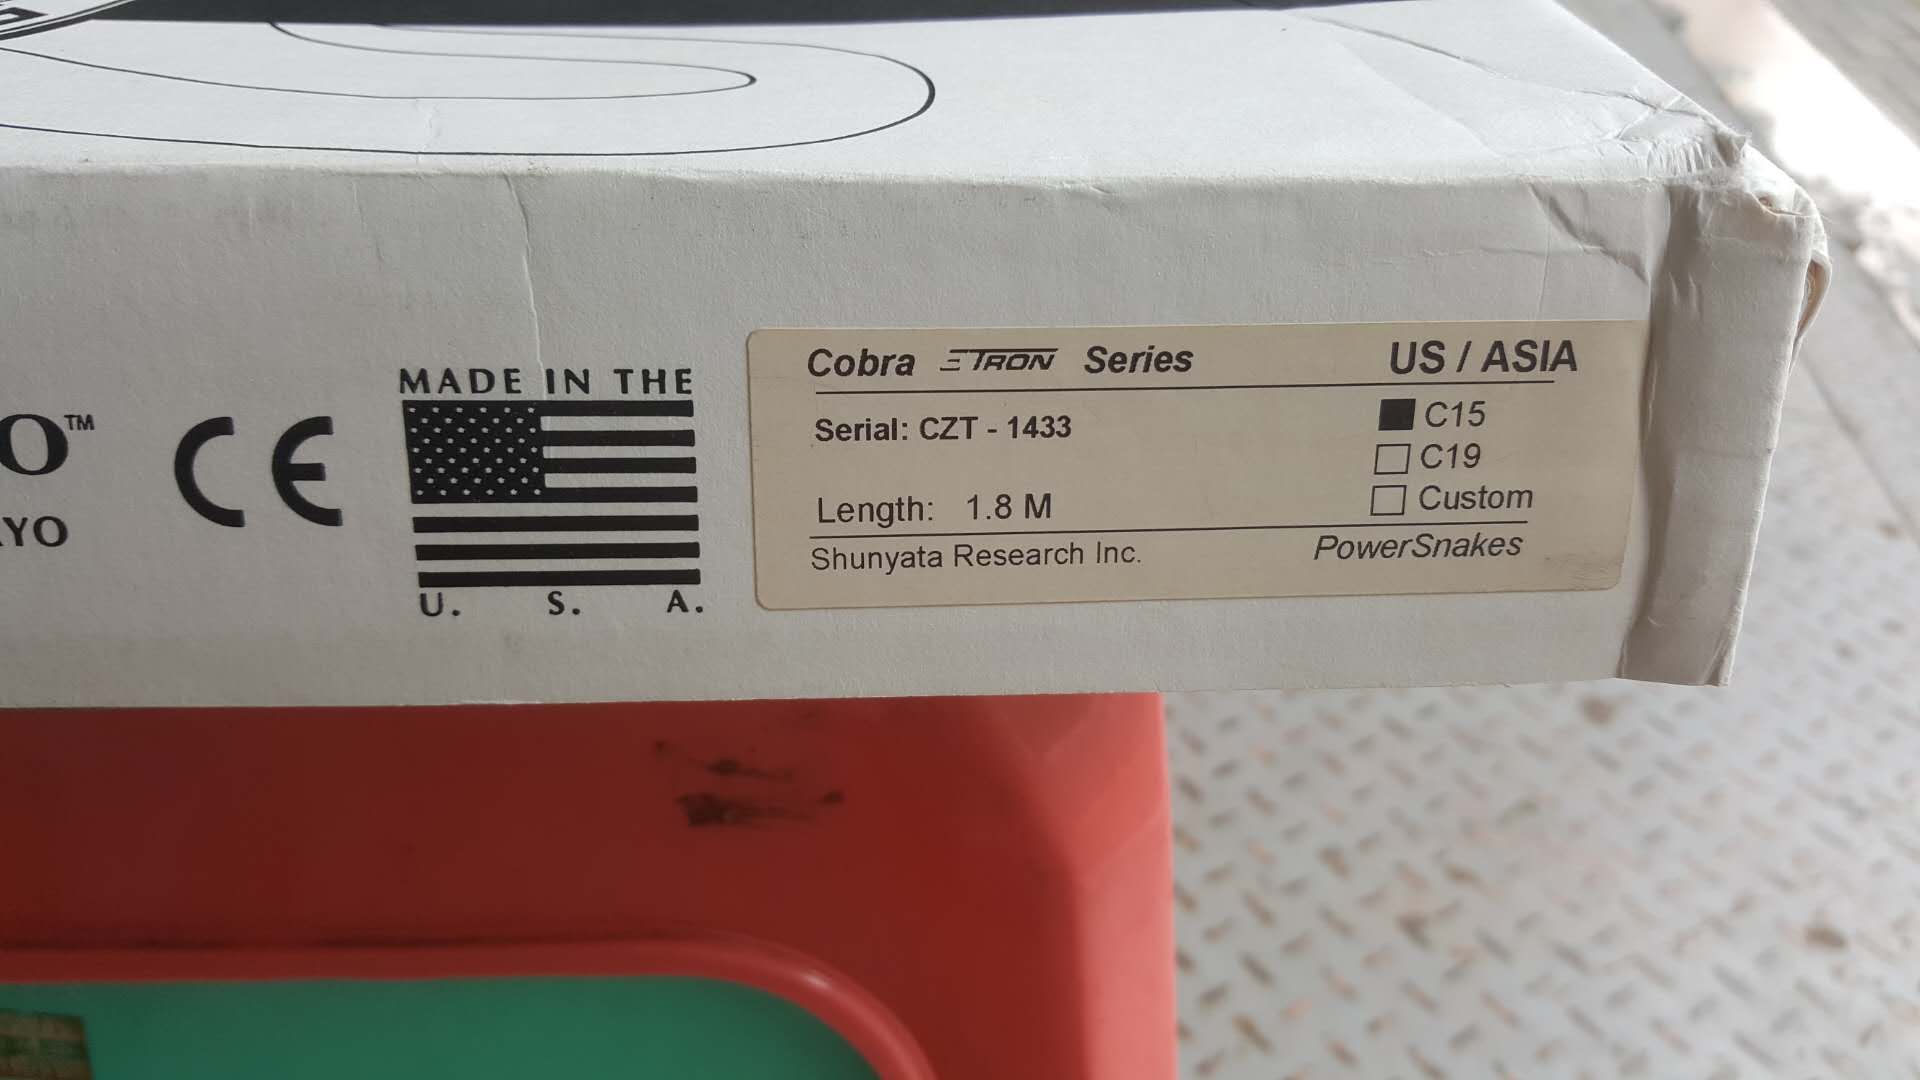 O™
YO
CE
MADE IN THE
U. S. A.
Cobra ΞTRON Series US / ASIA
Serial: CZT - 1433
C15
C19
Length: 1.8 M
Custom
Shunyata Research Inc. PowerSnakes